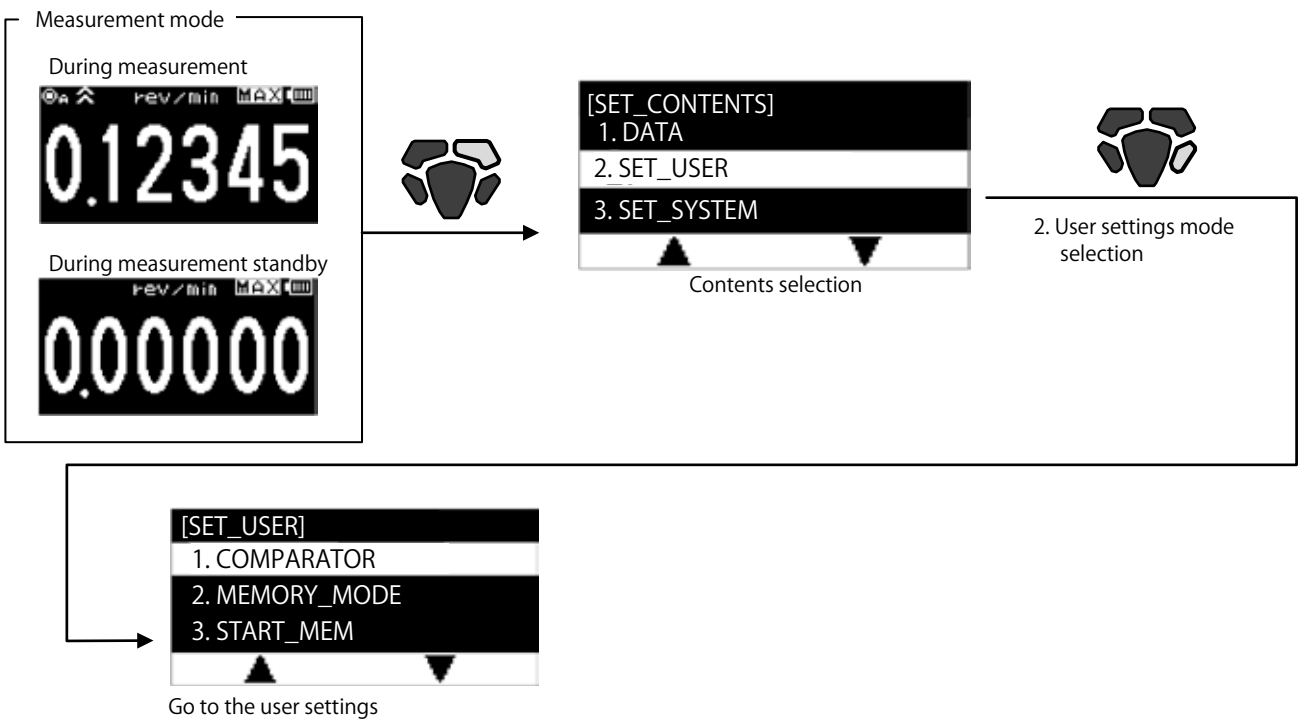 Measurement mode
During measurement
A rev/min MAX
0.12345
During measurement standby
rev/min MAX
0.00000
[SET_CONTENTS]
1. DATA
2. SET_USER
3. SET_SYSTEM
Contents selection
2. User settings mode
selection
[SET_USER]
1. COMPARATOR
2. MEMORY_MODE
3. START_MEM
Go to the user settings